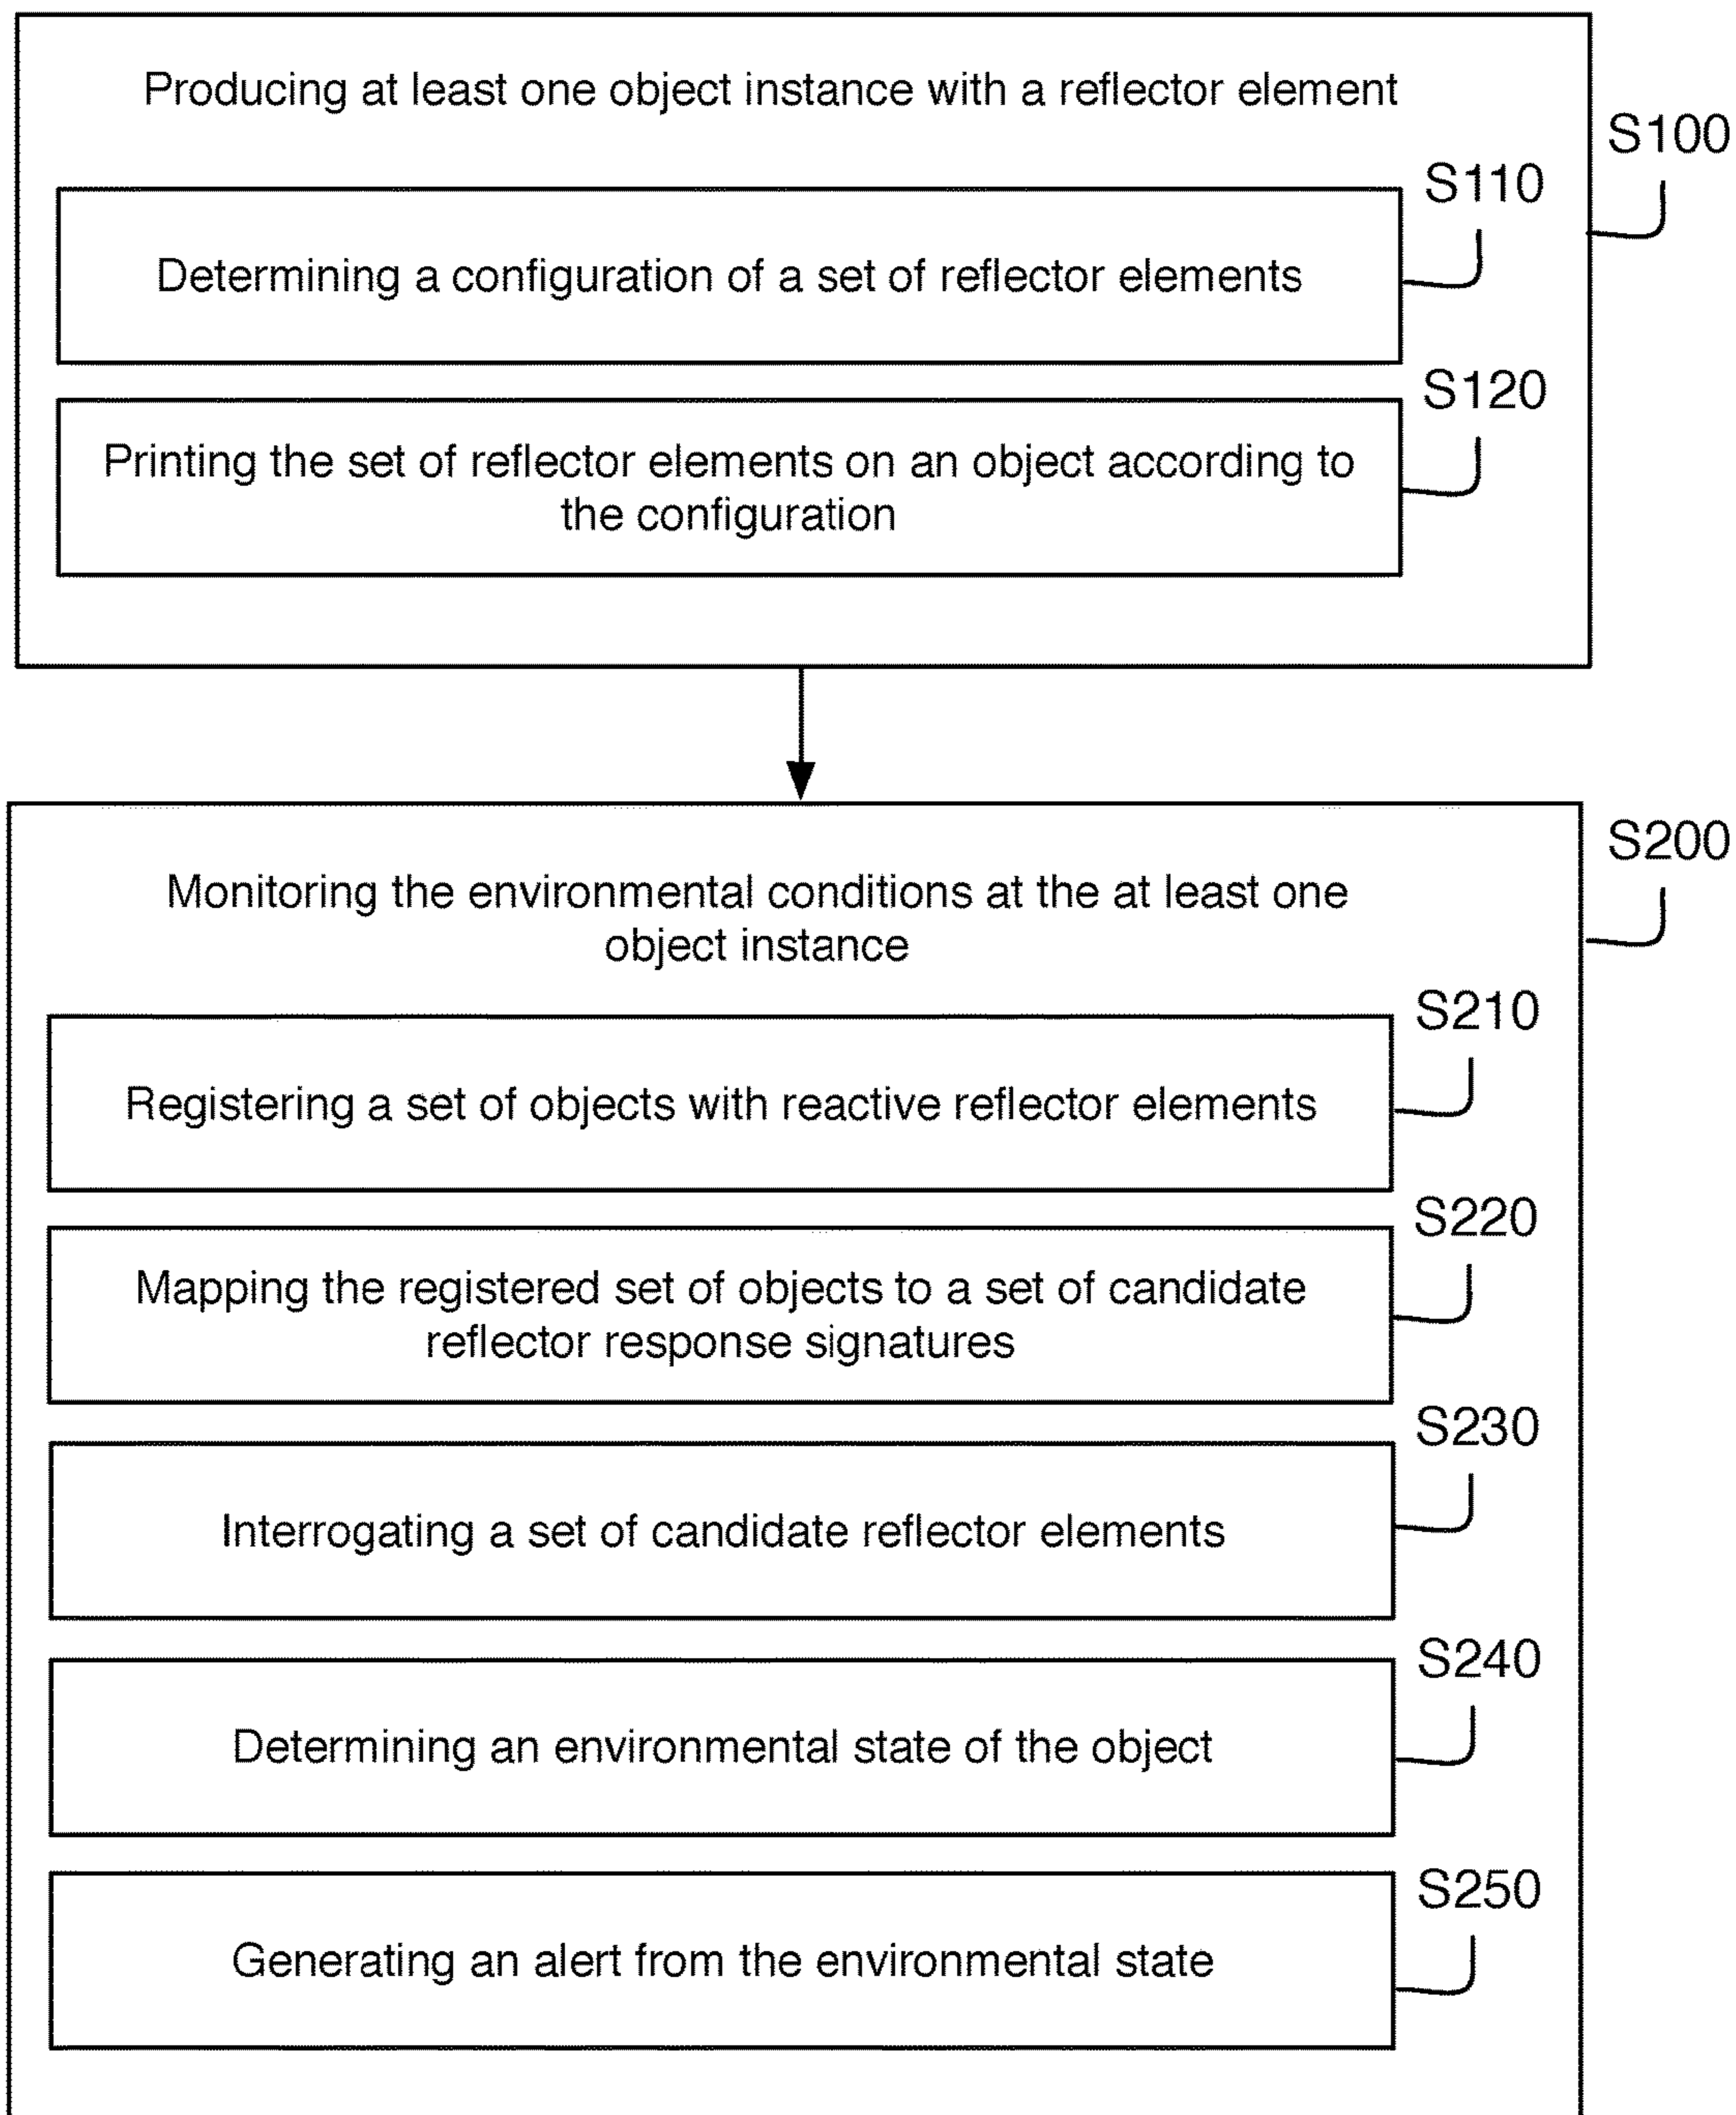 Producing at least one object instance with a reflector element
S100
S110
Determining a configuration of a set of reflector elements
S120
Printing the set of reflector elements on an object according to
the configuration
S200
Monitoring the environmental conditions at the at least one
object instance
S210
Registering a set of objects with reactive reflector elements
S220
Mapping the registered set of objects to a set of candidate
reflector response signatures
S230
Interrogating a set of candidate reflector elements
S240
Determining an environmental state of the object
S250
Generating an alert from the environmental state